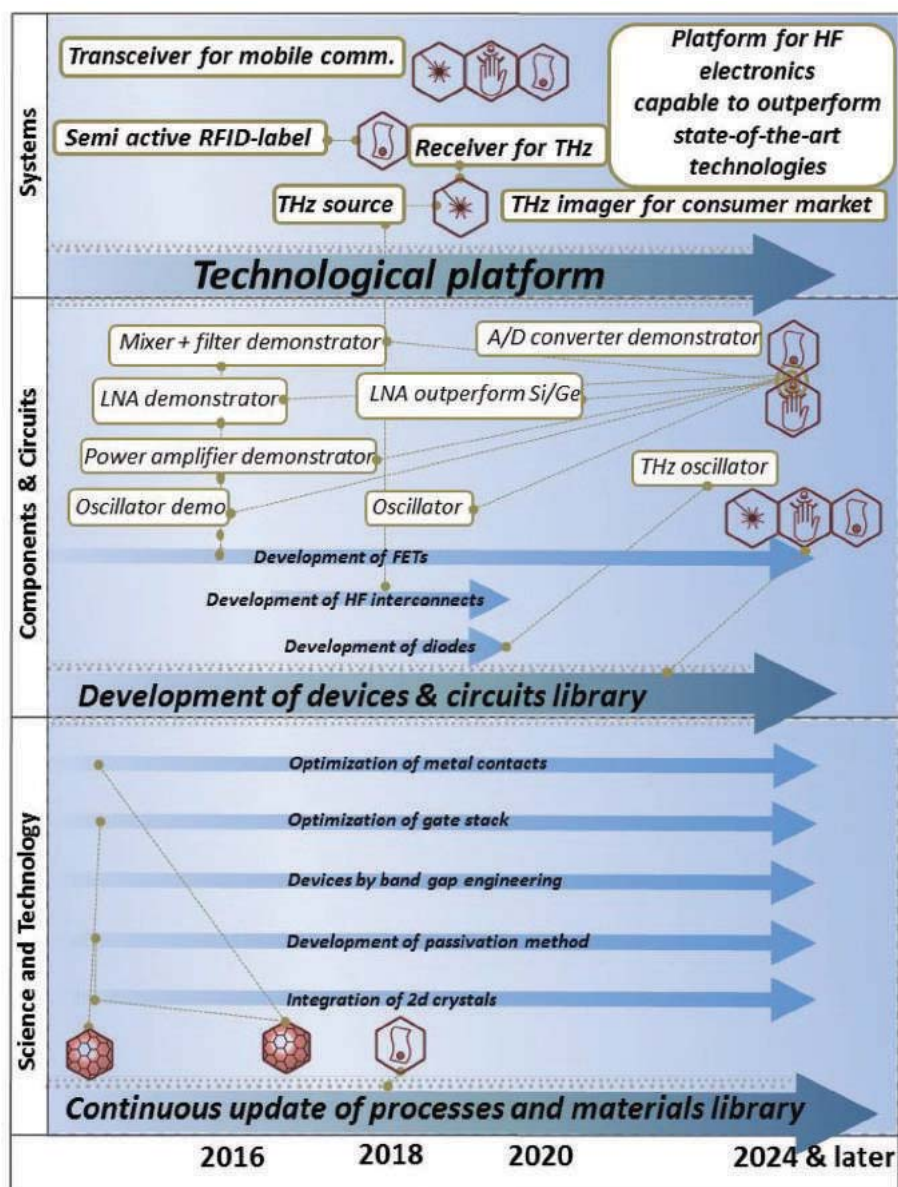 Systems
Transceiver for mobile comm.
Platform for HF
electronics
capable to outperform
state-of-the-art
technologies
Semi active RFID-label
Receiver for THz
THz source
THz imager for consumer market
Technological platform
Components & Circuits
Mixer + filter demonstrator
A/D converter demonstrator
LNA demonstrator
LNA outperform Si/Ge
Power amplifier demonstrator
THz oscillator
Oscillator demo
Oscillator
Development of FETs
Development of HF interconnects
Development of diodes
Development of devices & circuits library
Science and Technology
Optimization of metal contacts
Optimization of gate stack
Devices by band gap engineering
Development of passivation method
Integration of 2d crystals
Continuous update of processes and materials library
2016 2018 2020 2024 & later